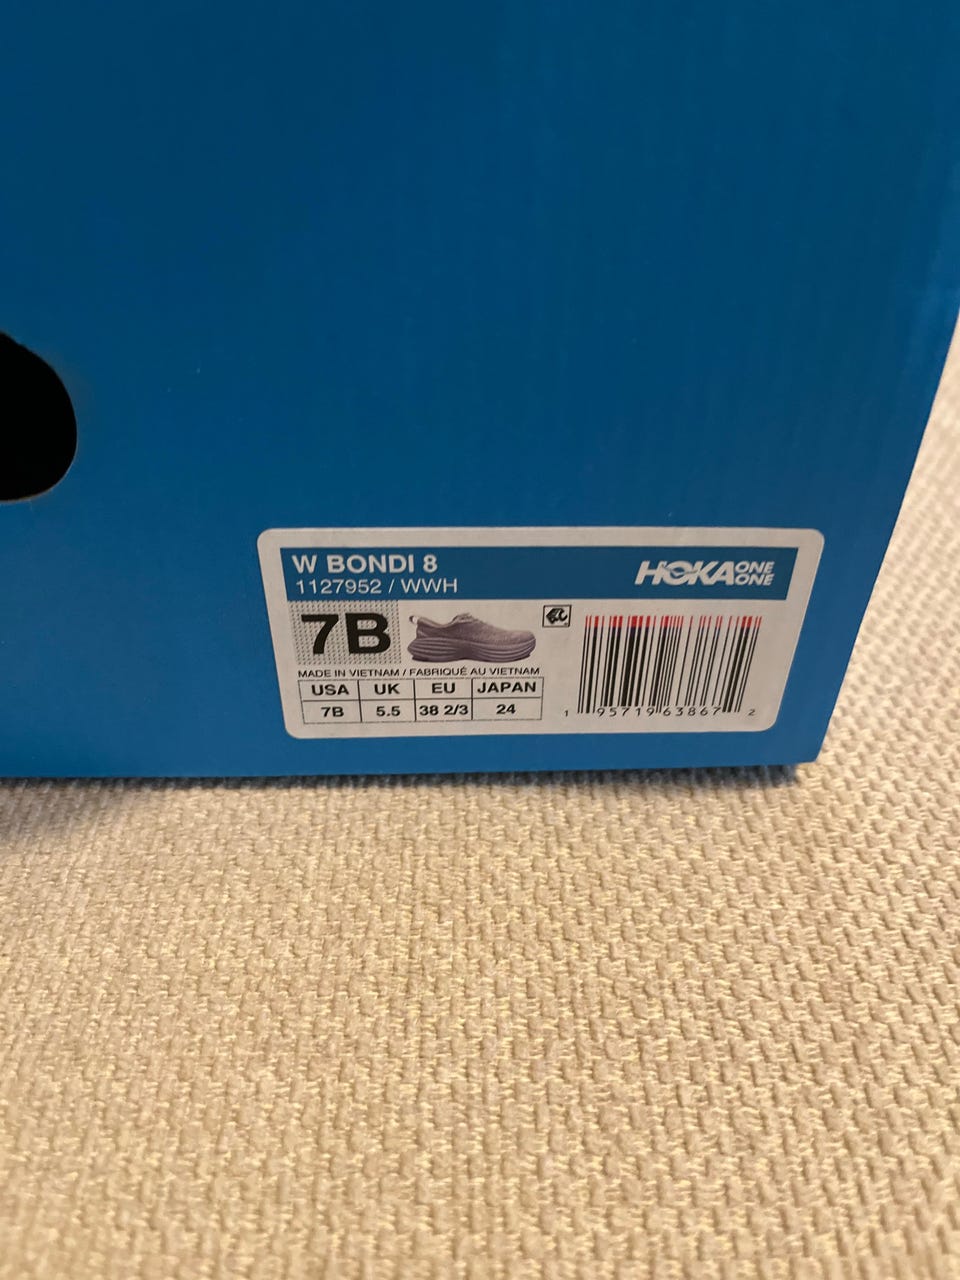 W BONDI 8
1127952 / WWH
HOKA ONE ONE
7B
MADE IN VIETNAM / FABRIQUÉ AU VIETNAM
USA UK EU JAPAN
7B 5.5 38 2/3 24
1 95719 63867 2